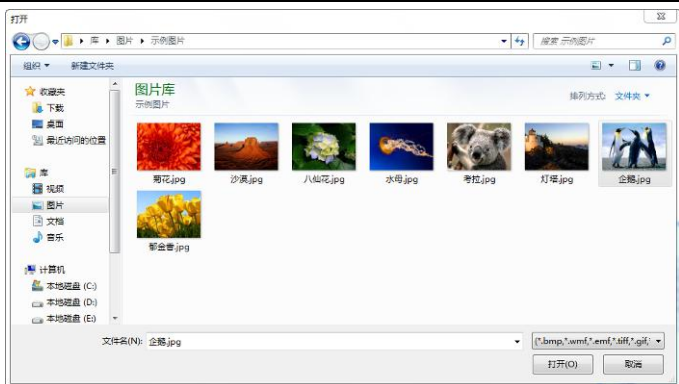 打开
库 ▸ 图片 ▸ 示例图片
搜索 示例图片
组织 ▼ 新建文件夹
收藏夹
下载
桌面
最近访问的位置
库
视频
图片
文档
音乐
计算机
本地磁盘 (C:)
本地磁盘 (D:)
本地磁盘 (E:)
图片库
示例图片
排列方式: 文件夹 ▼
菊花.jpg 沙漠.jpg 八仙花.jpg 水母.jpg 考拉.jpg 灯塔.jpg 企鹅.jpg
郁金香.jpg
文件名(N): 企鹅.jpg (*.bmp,*.wmf,*.emf,*.tiff,*.gif,
打开(O) 取消